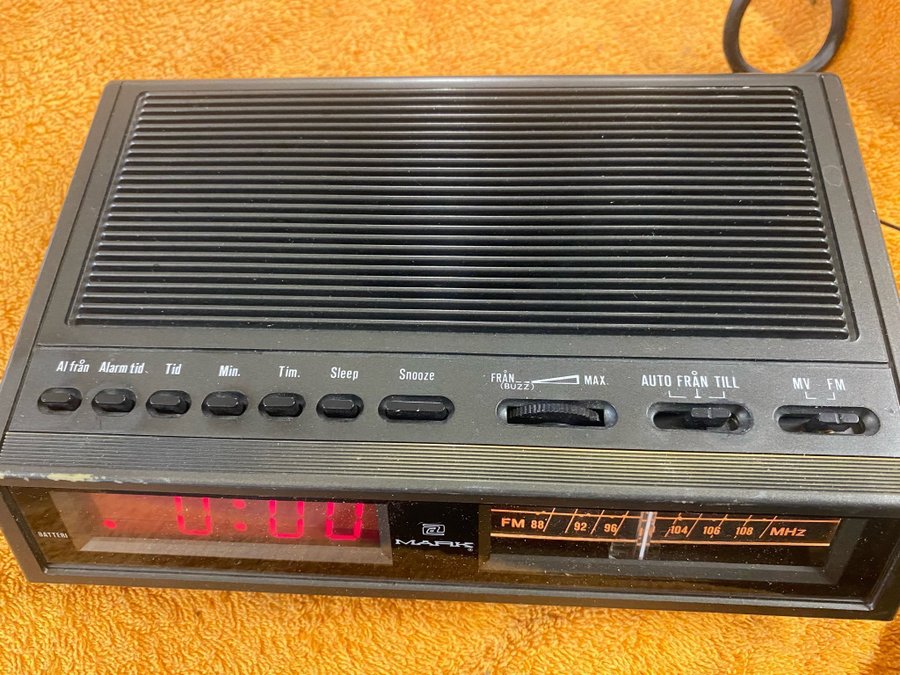 Al från Alarm tid Tid Min. Tim. Sleep Snooze
FRÅN MAX.
(BUZZ)
AUTO FRÅN TILL
MV FM
0:00
BATTERI
MARK
FM 88 92 96 104 106 108 MHz